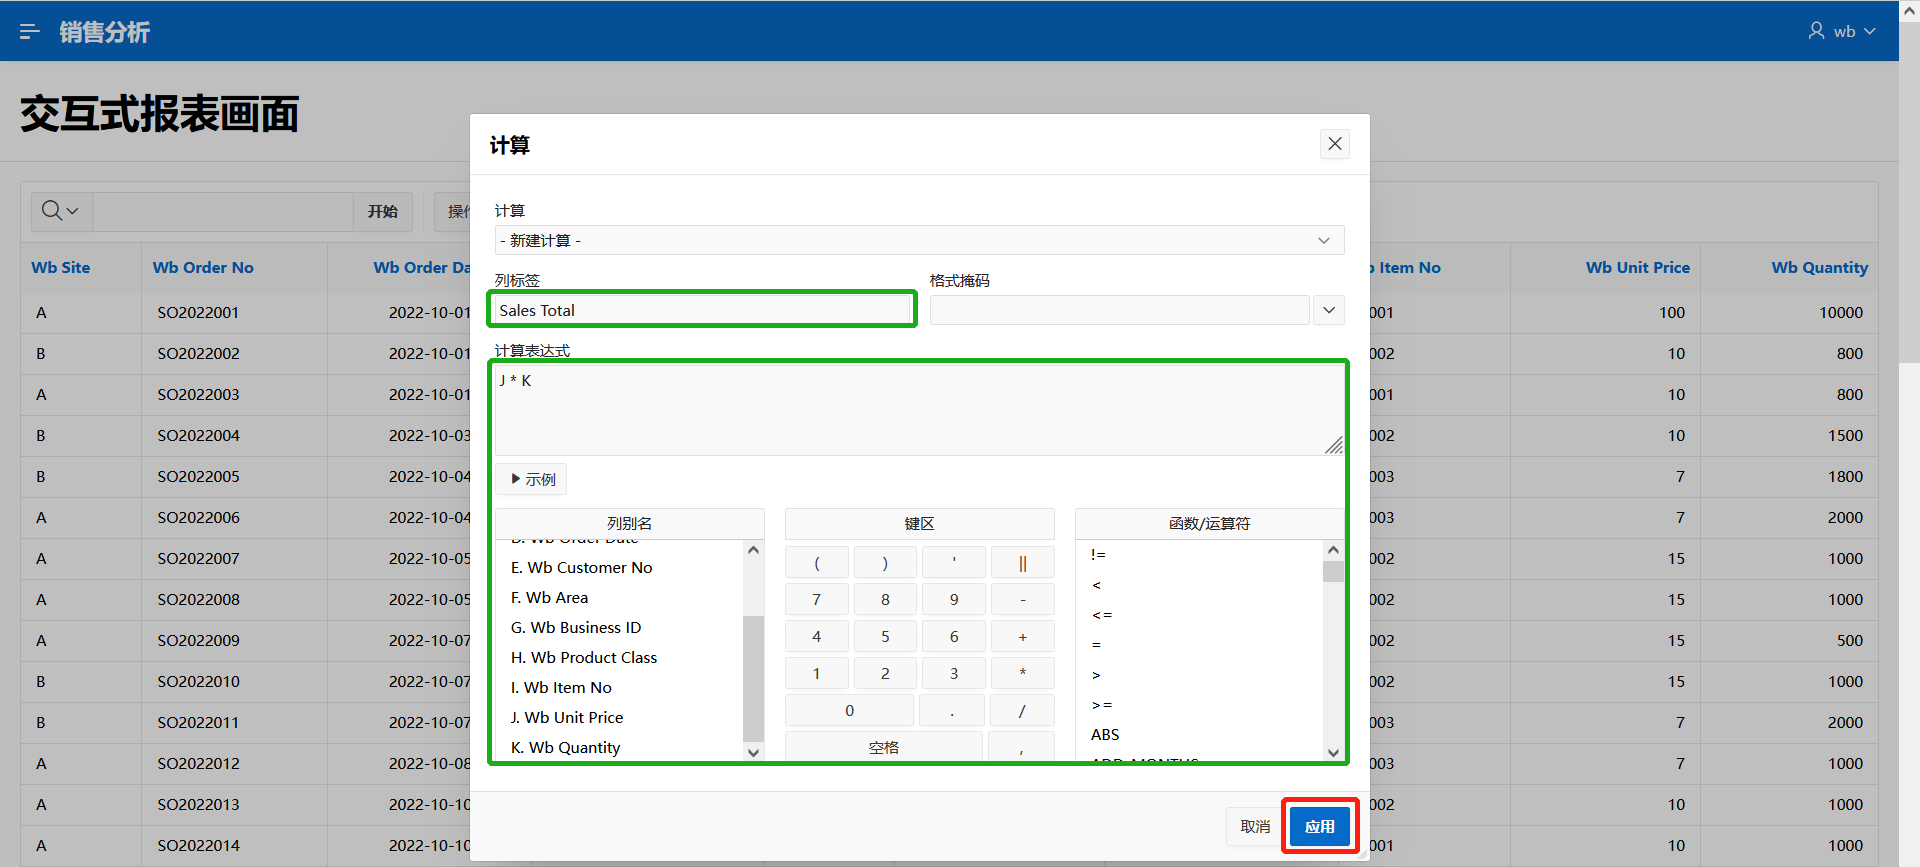 销售分析
wb
交互式报表画面
开始
计算
计算
- 新建计算 -
列标签
格式掩码
Sales Total
计算表达式
J * K
示例
列别名
键区
函数/运算符
D. Wb Order Date
E. Wb Customer No
F. Wb Area
G. Wb Business ID
H. Wb Product Class
I. Wb Item No
J. Wb Unit Price
K. Wb Quantity
( ) ' ||
7 8 9 -
4 5 6 +
1 2 3 *
0 . /
空格 ,
!=
<
<=
=
>
>=
ABS
ADD_MONTHS
取消
应用
Wb Site Wb Order No Wb Order Da Item No Wb Unit Price Wb Quantity
A SO2022001 2022-10-01 001 100 10000
B SO2022002 2022-10-01 002 10 800
A SO2022003 2022-10-01 001 10 800
B SO2022004 2022-10-03 002 10 1500
B SO2022005 2022-10-04 003 7 1800
A SO2022006 2022-10-04 003 7 2000
A SO2022007 2022-10-05 002 15 1000
A SO2022008 2022-10-05 002 15 1000
A SO2022009 2022-10-07 002 15 500
B SO2022010 2022-10-07 002 15 1000
B SO2022011 2022-10-07 003 7 2000
A SO2022012 2022-10-08 003 7 1000
A SO2022013 2022-10-10 002 10 1000
A SO2022014 2022-10-10 001 10 1000